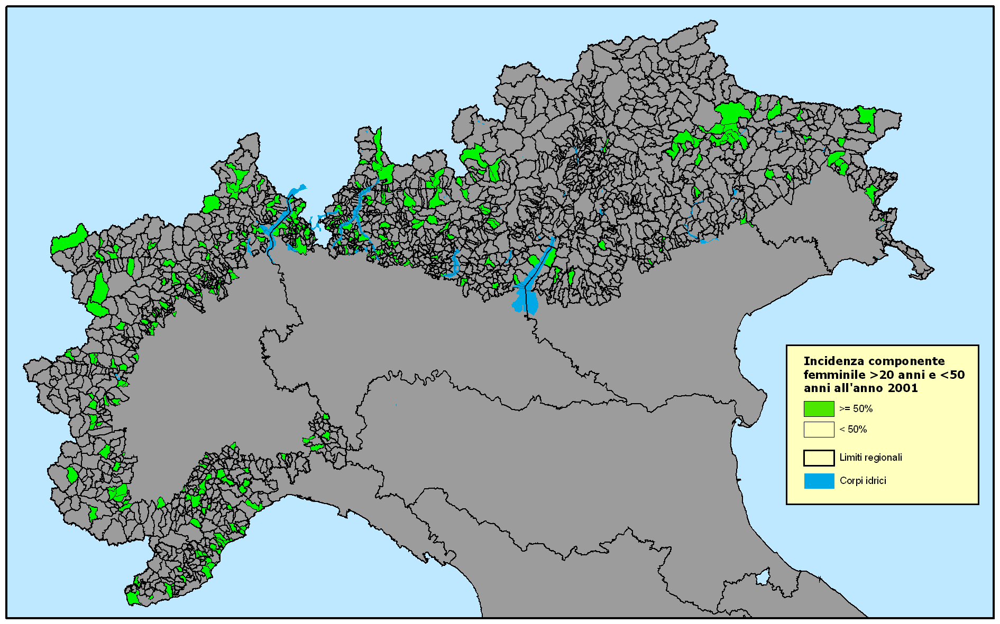 Incidenza componente
femminile >20 anni e <50
anni all'anno 2001
>= 50%
< 50%
Limiti regionali
Corpi idrici